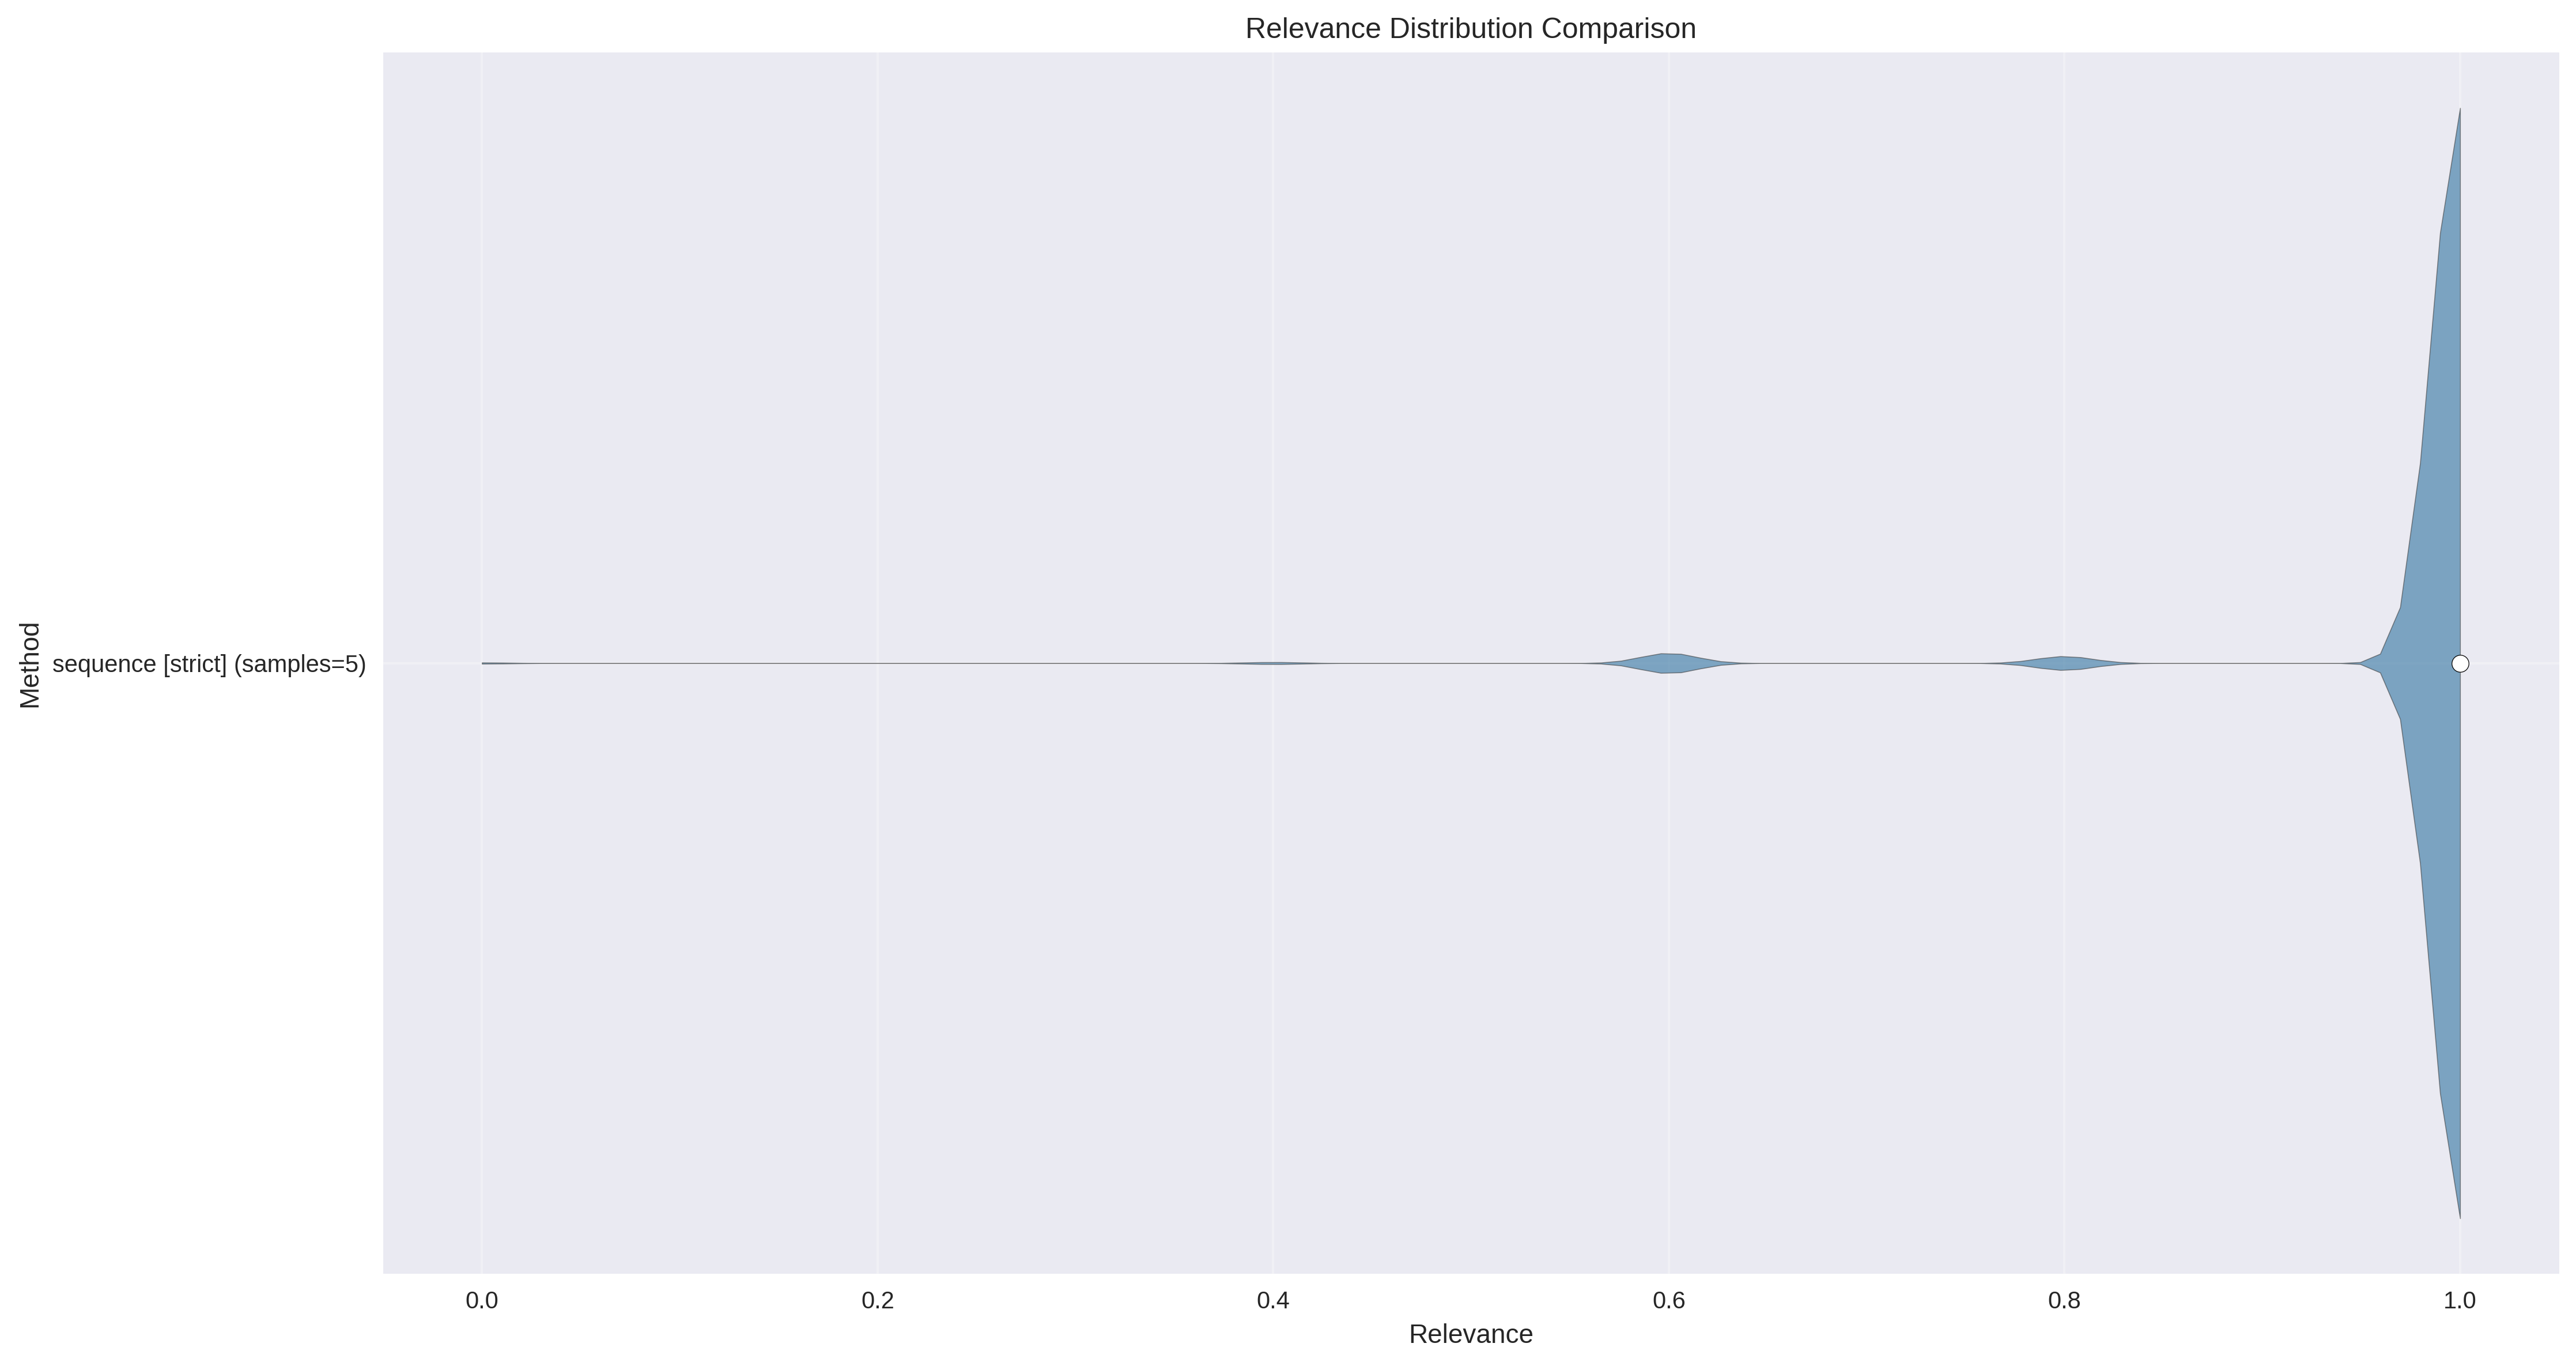 Relevance Distribution Comparison
Method
sequence [strict] (samples=5)
0.0
0.2
0.4
0.6
0.8
1.0
Relevance